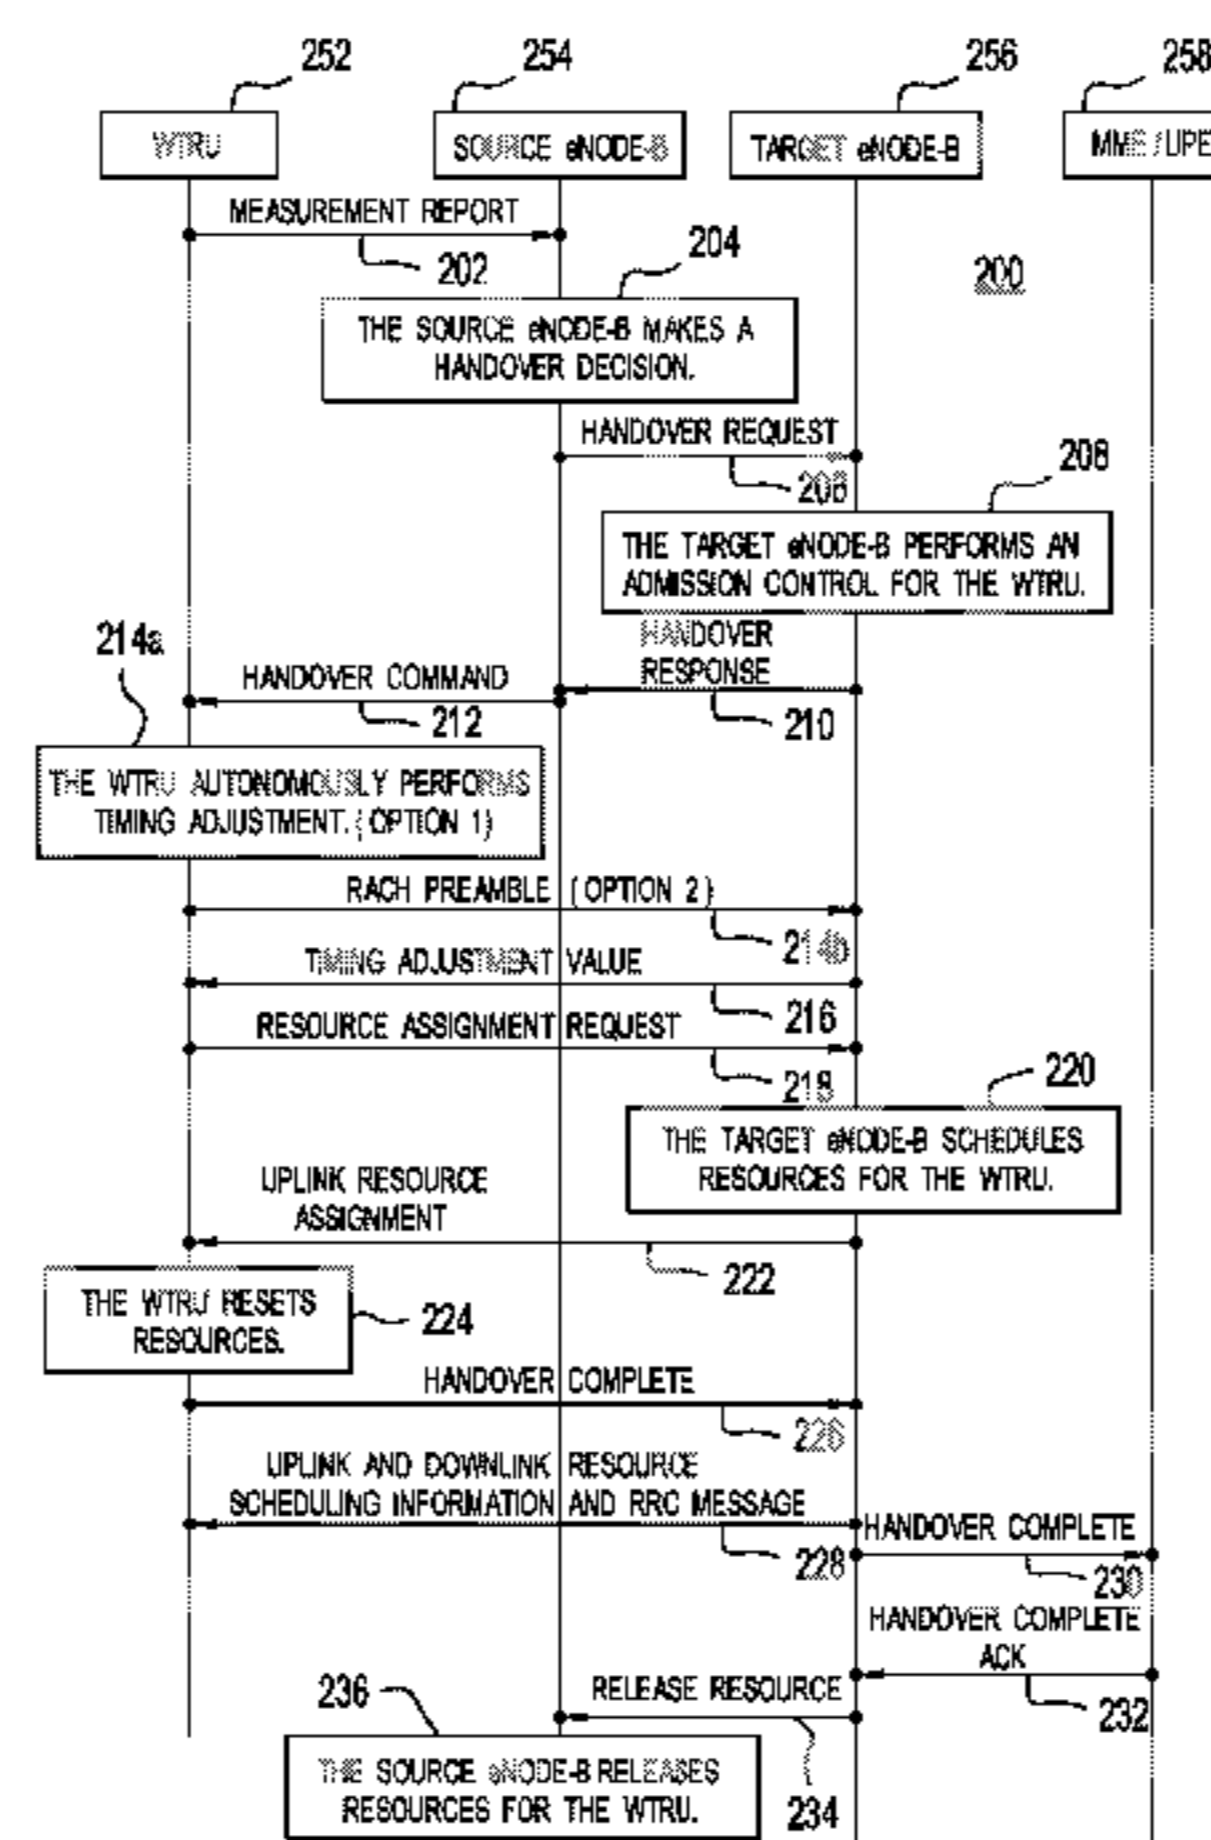 252
254
256
258
WTRU
SOURCE eNODE-B
TARGET eNODE-B
MME / UPE
MEASUREMENT REPORT
202
204
200
THE SOURCE eNODE-B MAKES A
HANDOVER DECISION.
HANDOVER REQUEST
206
208
THE TARGET eNODE-B PERFORMS AN
ADMISSION CONTROL FOR THE WTRU.
214a
HANDOVER
RESPONSE
HANDOVER COMMAND
212
210
THE WTRU AUTONOMOUSLY PERFORMS
TIMING ADJUSTMENT. (OPTION 1)
RACH PREAMBLE (OPTION 2)
214b
TIMING ADJUSTMENT VALUE
216
RESOURCE ASSIGNMENT REQUEST
218
220
THE TARGET eNODE-B SCHEDULES
RESOURCES FOR THE WTRU.
UPLINK RESOURCE
ASSIGNMENT
222
THE WTRU RESETS
RESOURCES.
224
HANDOVER COMPLETE
226
UPLINK AND DOWNLINK RESOURCE
SCHEDULING INFORMATION AND RRC MESSAGE
228
HANDOVER COMPLETE
230
HANDOVER COMPLETE
ACK
232
236
RELEASE RESOURCE
234
THE SOURCE eNODE-B RELEASES
RESOURCES FOR THE WTRU.